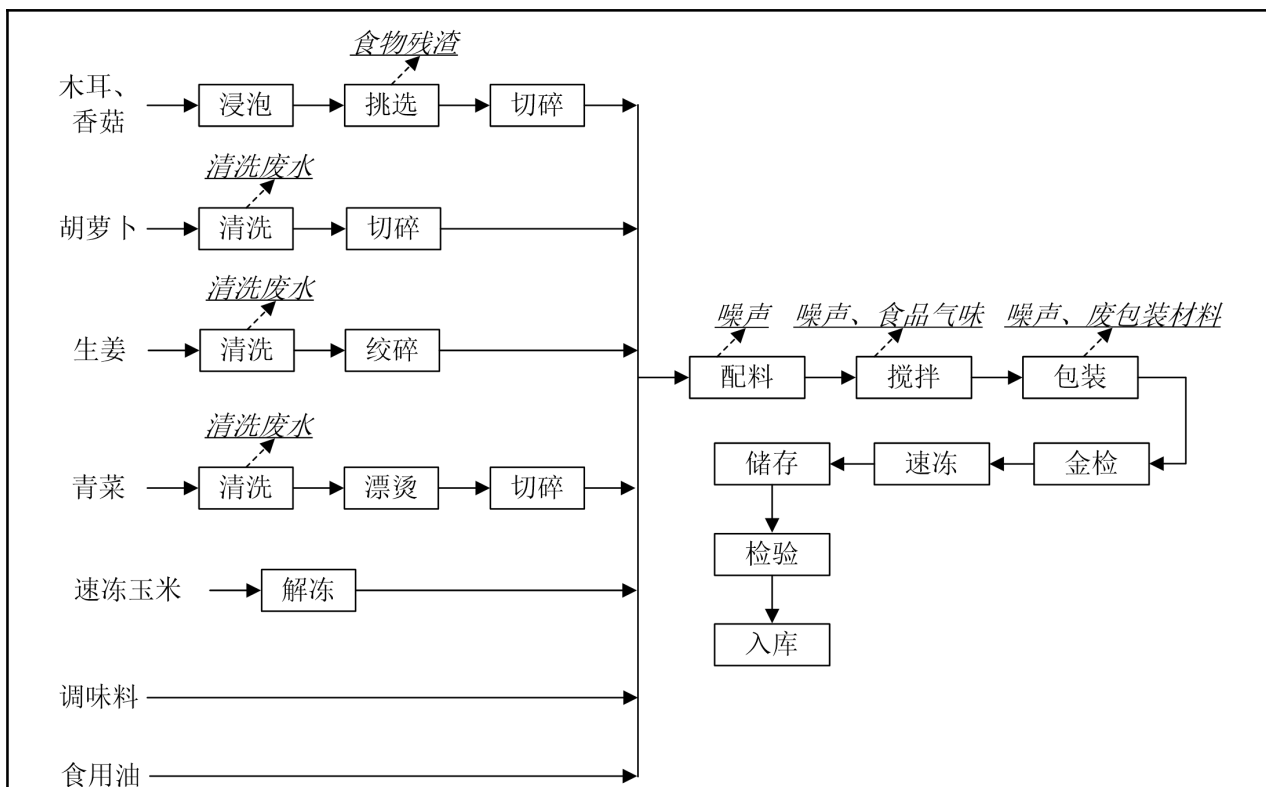 食物残渣
木耳、
香菇
浸泡
挑选
切碎
清洗废水
胡萝卜
清洗
切碎
清洗废水
生姜
清洗
绞碎
噪声
噪声、食品气味
噪声、废包装材料
配料
搅拌
包装
清洗废水
青菜
清洗
漂烫
切碎
储存
速冻
金检
检验
速冻玉米
解冻
入库
调味料
食用油